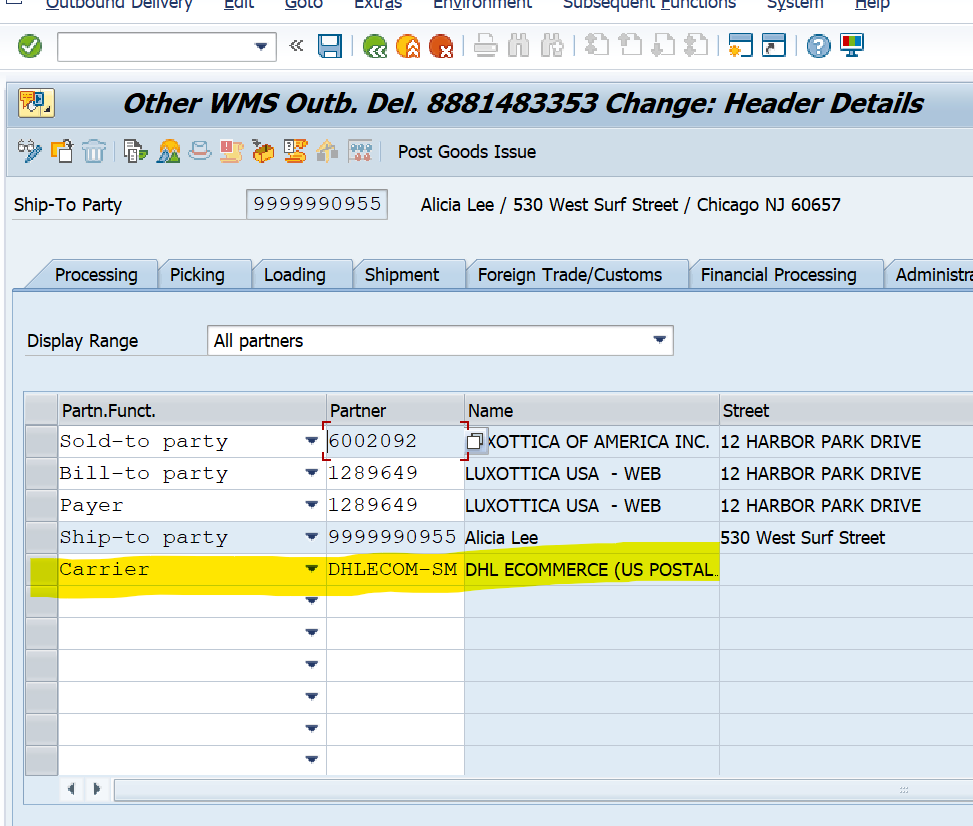 Outbound Delivery Edit Goto Extras Environment Subsequent Functions System Help
Other WMS Outb. Del. 8881483353 Change: Header Details
Post Goods Issue
Ship-To Party 9999990955 Alicia Lee / 530 West Surf Street / Chicago NJ 60657
Processing Picking Loading Shipment Foreign Trade/Customs Financial Processing Administra
Display Range All partners
Partn.Funct. Partner Name Street
Sold-to party 6002092 XOTTICA OF AMERICA INC. 12 HARBOR PARK DRIVE
Bill-to party 1289649 LUXOTTICA USA - WEB 12 HARBOR PARK DRIVE
Payer 1289649 LUXOTTICA USA - WEB 12 HARBOR PARK DRIVE
Ship-to party 9999990955 Alicia Lee 530 West Surf Street
Carrier DHLECOM-SM DHL ECOMMERCE (US POSTAL..